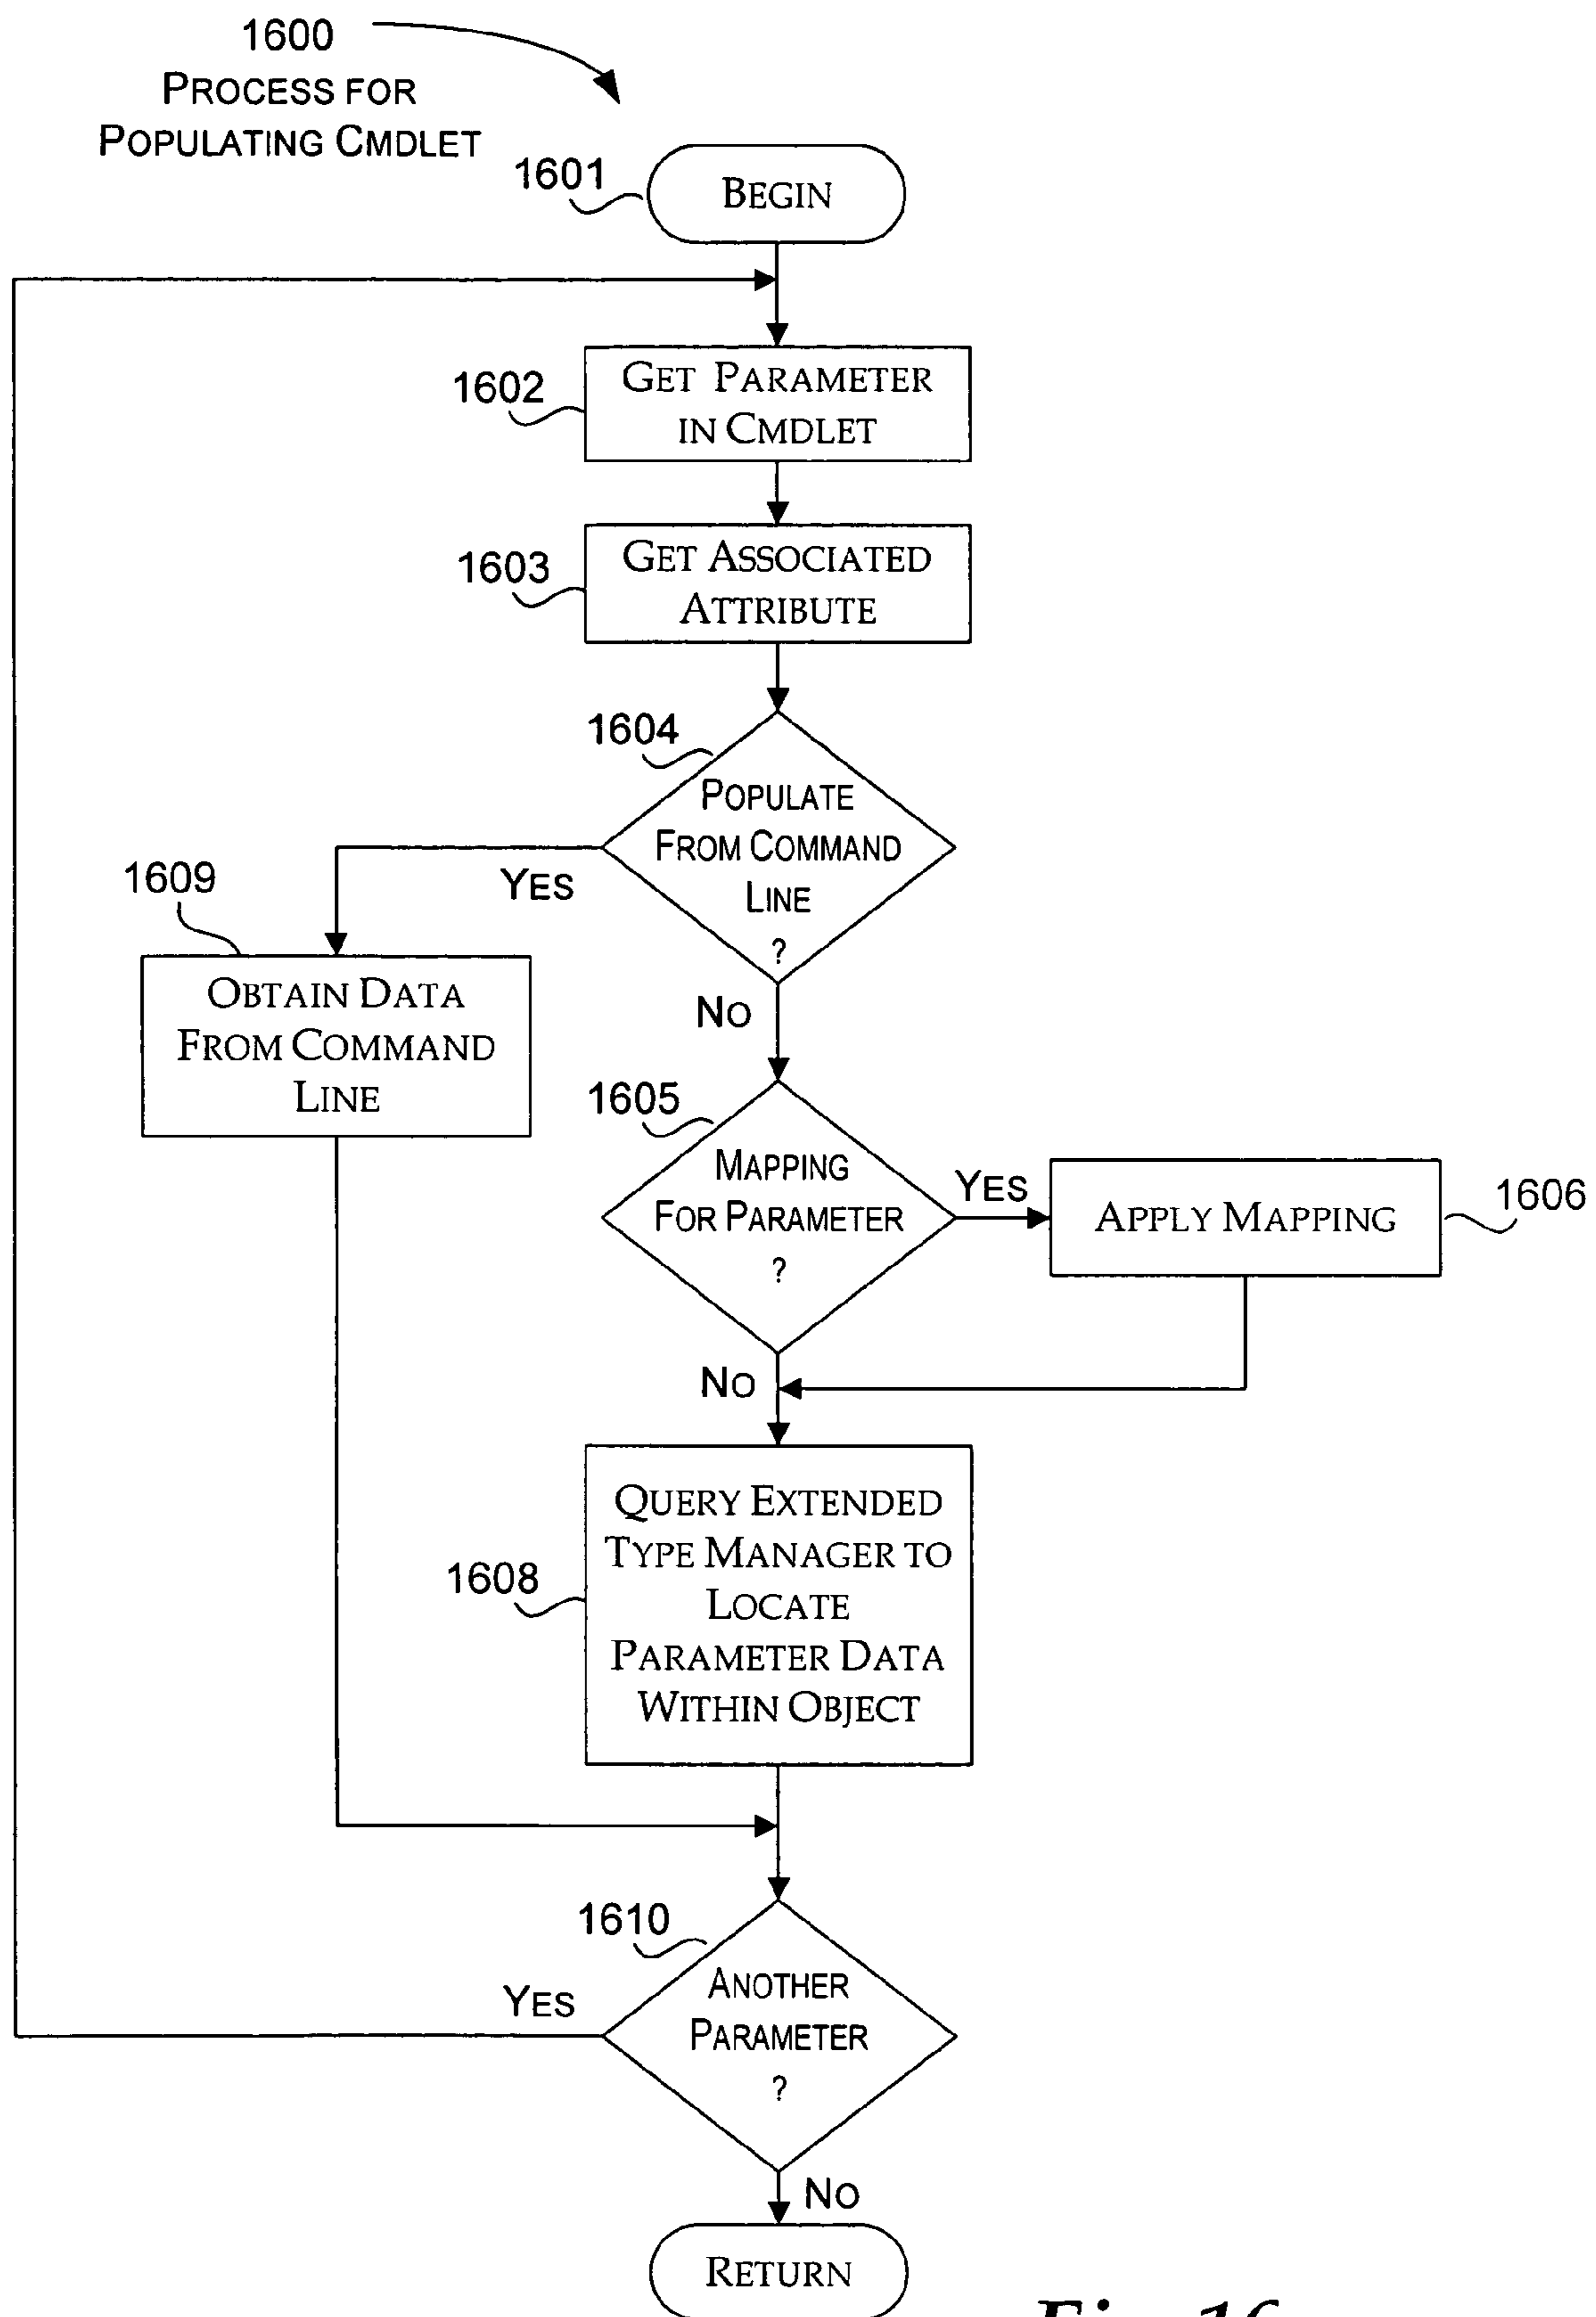 1600
PROCESS FOR
POPULATING CMDLET
1601
BEGIN
1602
GET PARAMETER
IN CMDLET
1603
GET ASSOCIATED
ATTRIBUTE
1604
POPULATE
FROM COMMAND
LINE
?
YES
NO
1609
OBTAIN DATA
FROM COMMAND
LINE
1605
MAPPING
FOR PARAMETER
?
YES
NO
1606
APPLY MAPPING
1608
QUERY EXTENDED
TYPE MANAGER TO
LOCATE
PARAMETER DATA
WITHIN OBJECT
1610
ANOTHER
PARAMETER
?
YES
NO
RETURN